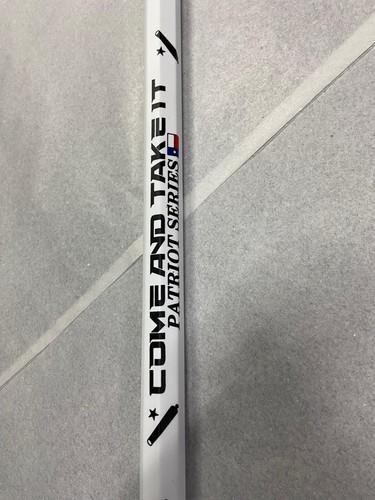 COME AND TAKE IT
PATRIOT SERIES